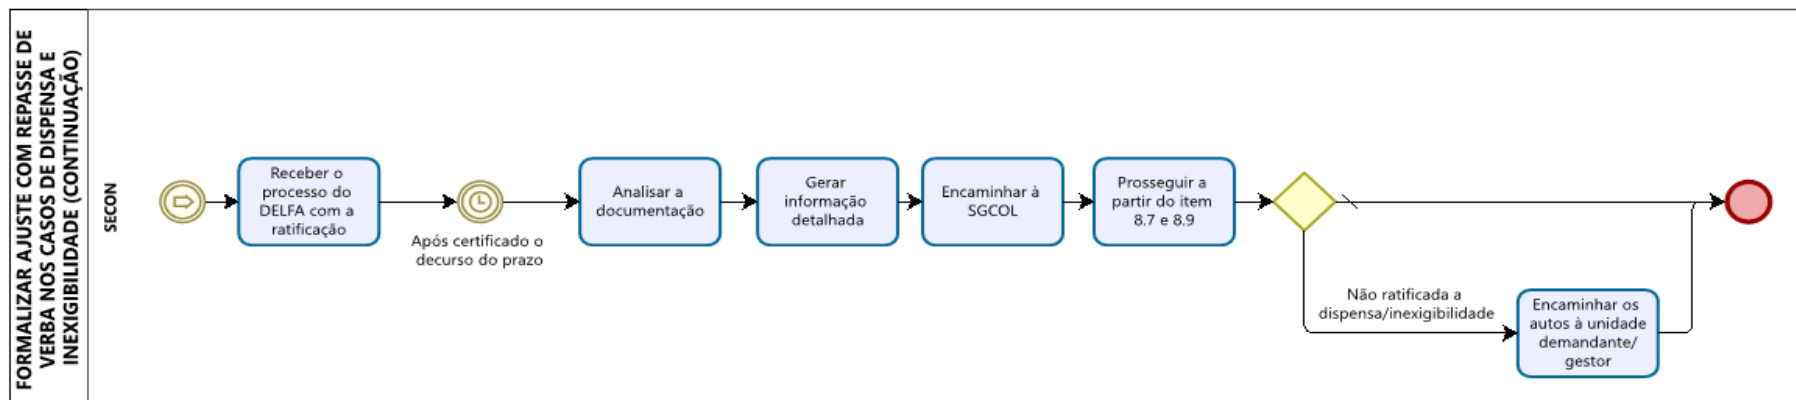 FORMALIZAR AJUSTE COM REPASSE DE
VERBA NOS CASOS DE DISPENSA E
INEXIGIBILIDADE (CONTINUAÇÃO)
SECON
Receber o
processo do
DELFA com a
ratificação
Após certificado o
decurso do prazo
Analisar a
documentação
Gerar
informação
detalhada
Encaminhar à
SGCOL
Prosseguir a
partir do item
8.7 e 8.9
Não ratificada a
dispensa/inexigibilidade
Encaminhar os
autos à unidade
demandante/
gestor